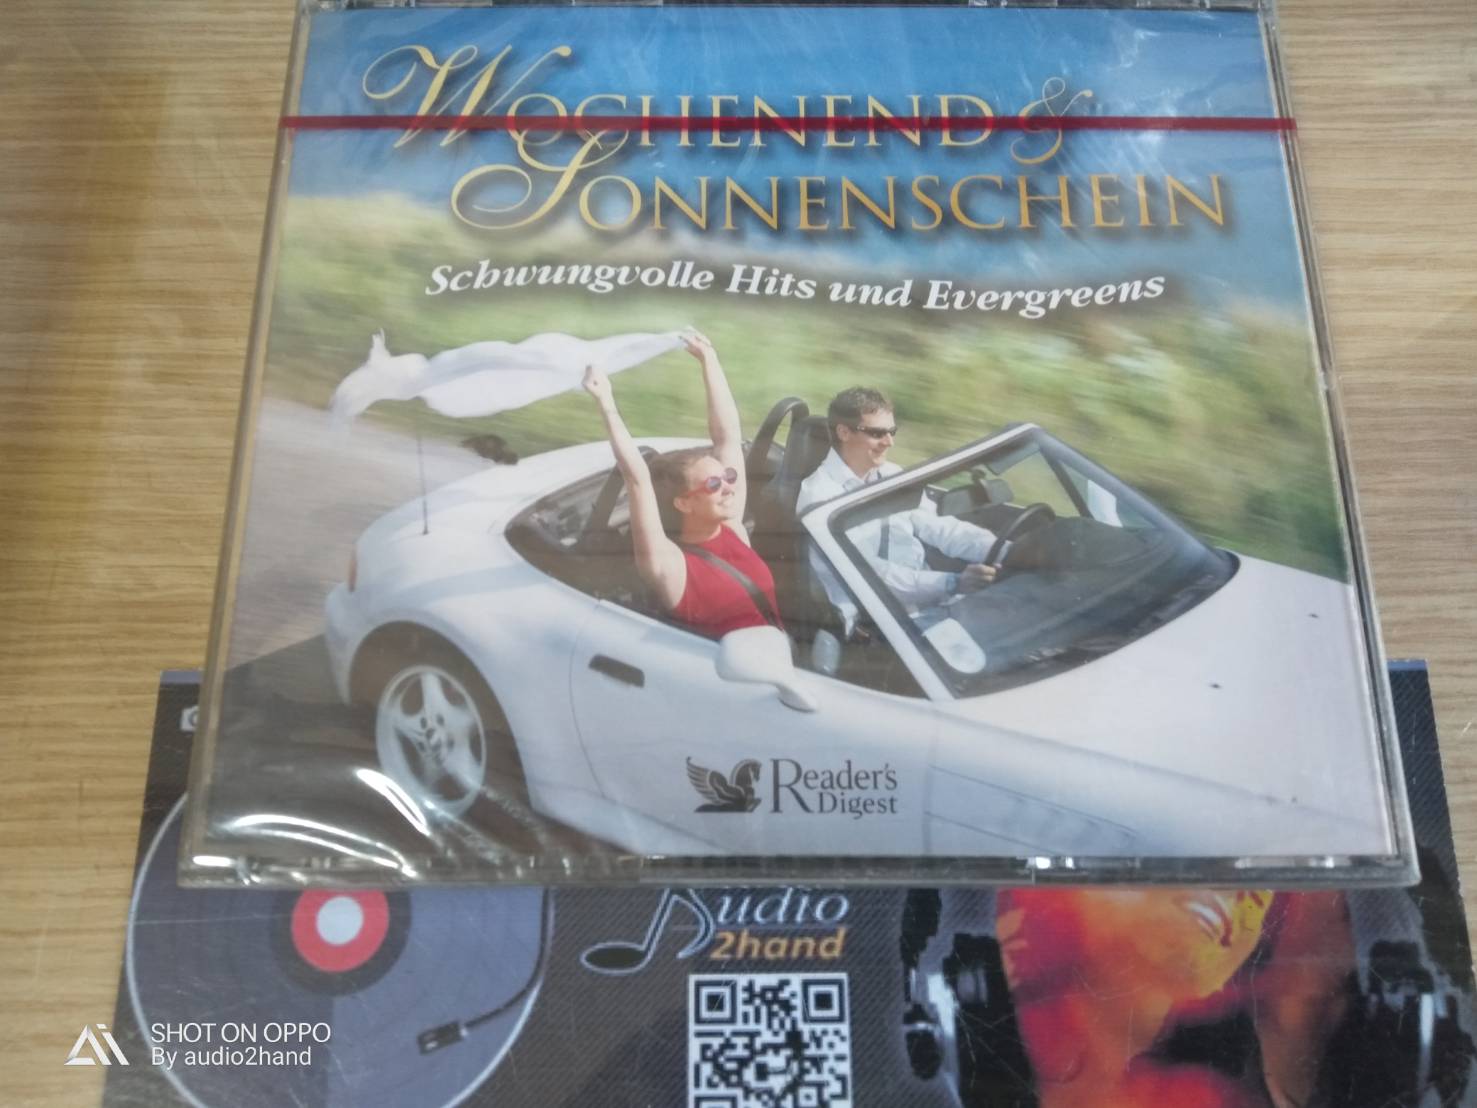 WOCHENEND &
SONNENSCHEIN
Schwungvolle Hits und Evergreens
Reader's
Digest
Audio
2hand
SHOT ON OPPO
By audio2hand